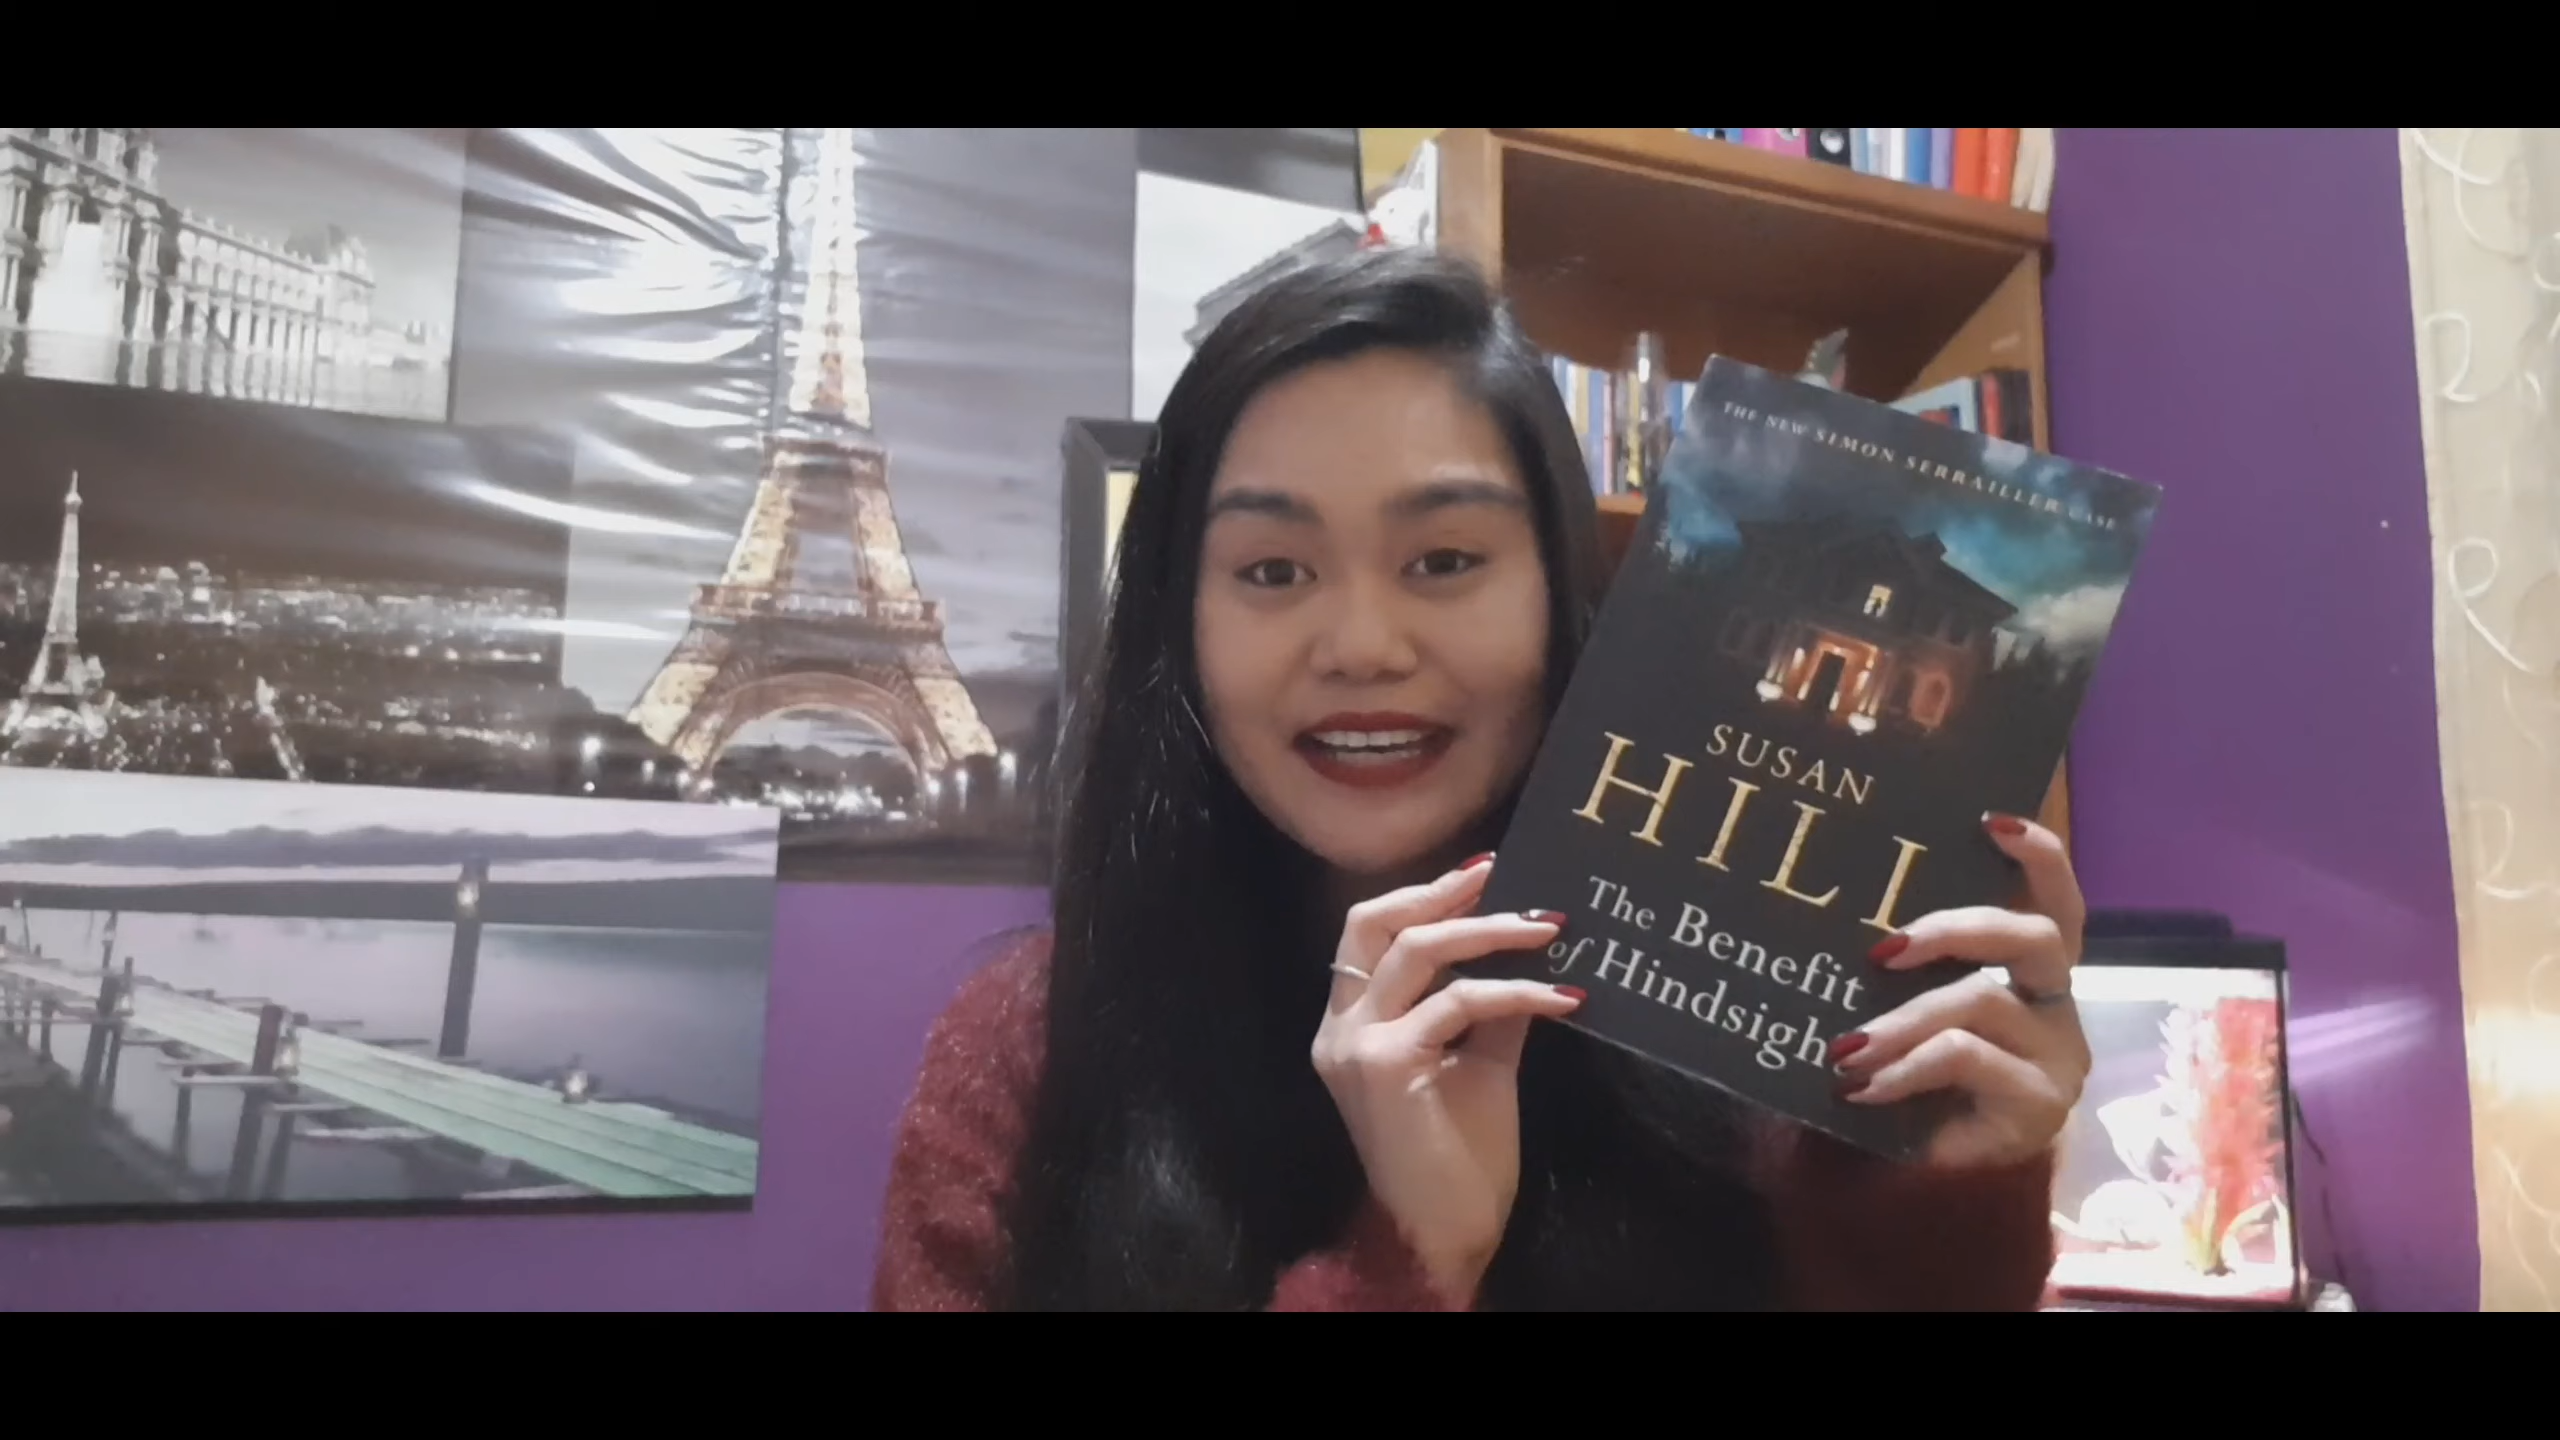 THE NEW SIMON SERRAILLER CASE
SUSAN
HILL
The Benefit
of Hindsight